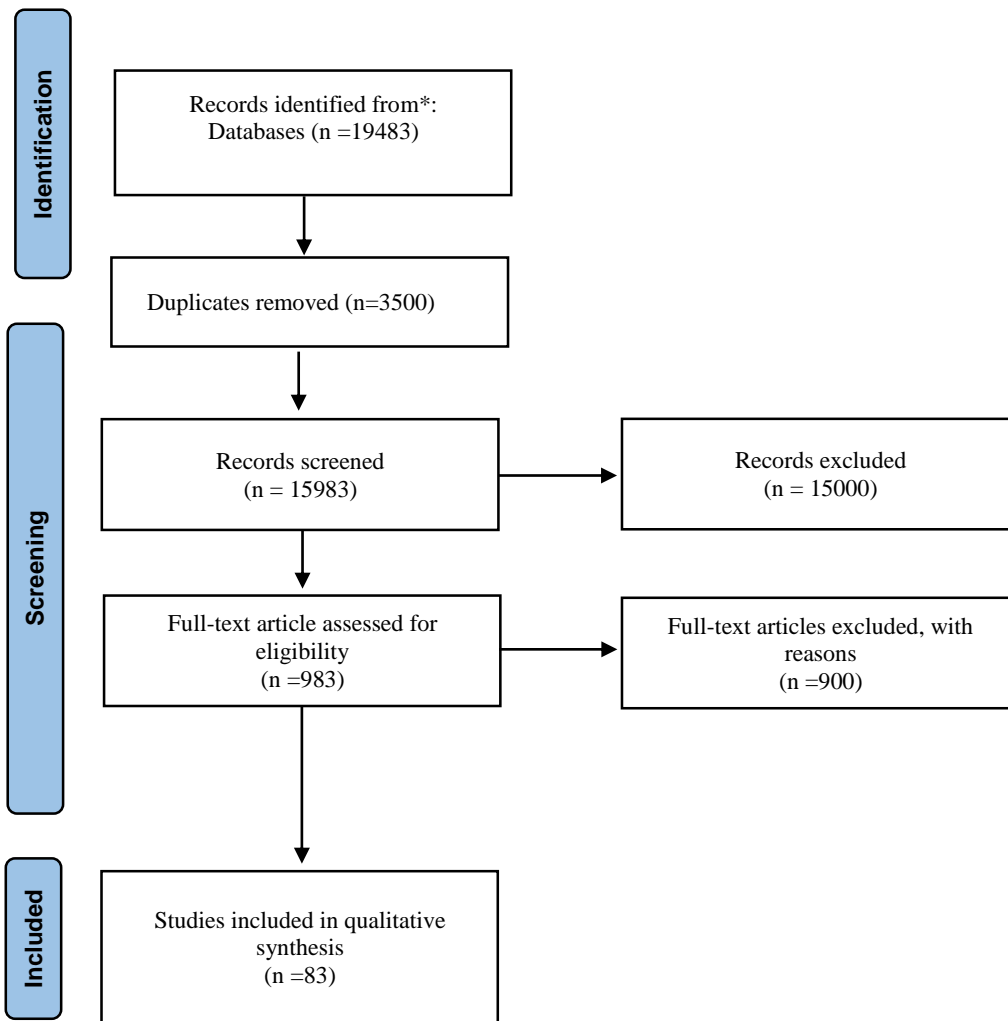 Identification
Records identified from*:
Databases (n =19483)
Duplicates removed (n=3500)
Screening
Records screened
(n = 15983)
Records excluded
(n = 15000)
Full-text article assessed for
eligibility
(n =983)
Full-text articles excluded, with
reasons
(n =900)
Included
Studies included in qualitative
synthesis
(n =83)